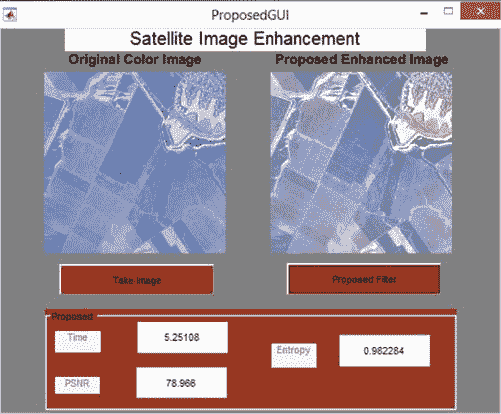 ProposedGUI
Satellite Image Enhancement
Original Color Image
Proposed Enhanced Image
Take Image
Proposed Filter
Proposed
Time
5.25108
Entropy
0.982284
PSNR
78.966